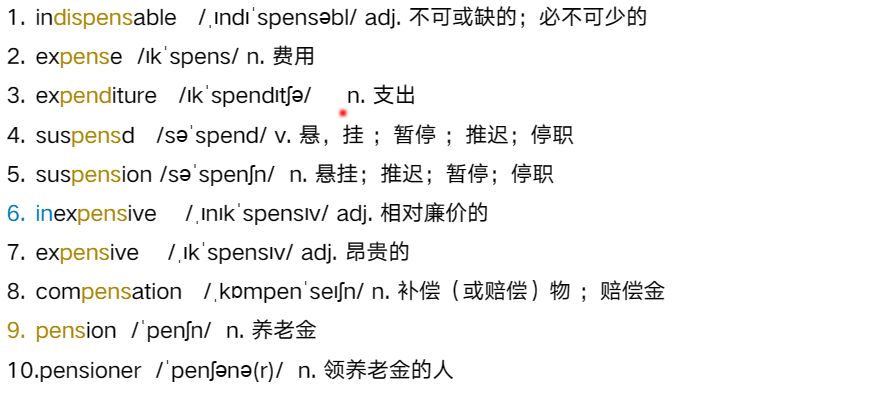 1. indispensable /ˌɪndɪˈspensəbl/ adj. 不可或缺的；必不可少的
2. expense /ɪkˈspens/ n. 费用
3. expenditure /ɪkˈspendɪtʃə/ n. 支出
4. suspensd /səˈspend/ v. 悬，挂 ；暂停 ；推迟；停职
5. suspension /səˈspenʃn/ n. 悬挂；推迟；暂停；停职
6. inexpensive /ˌɪnɪkˈspensɪv/ adj. 相对廉价的
7. expensive /ˌɪkˈspensɪv/ adj. 昂贵的
8. compensation /ˌkɒmpenˈseɪʃn/ n. 补偿（或赔偿）物 ；赔偿金
9. pension /ˈpenʃn/ n. 养老金
10.pensioner /ˈpenʃənə(r)/ n. 领养老金的人